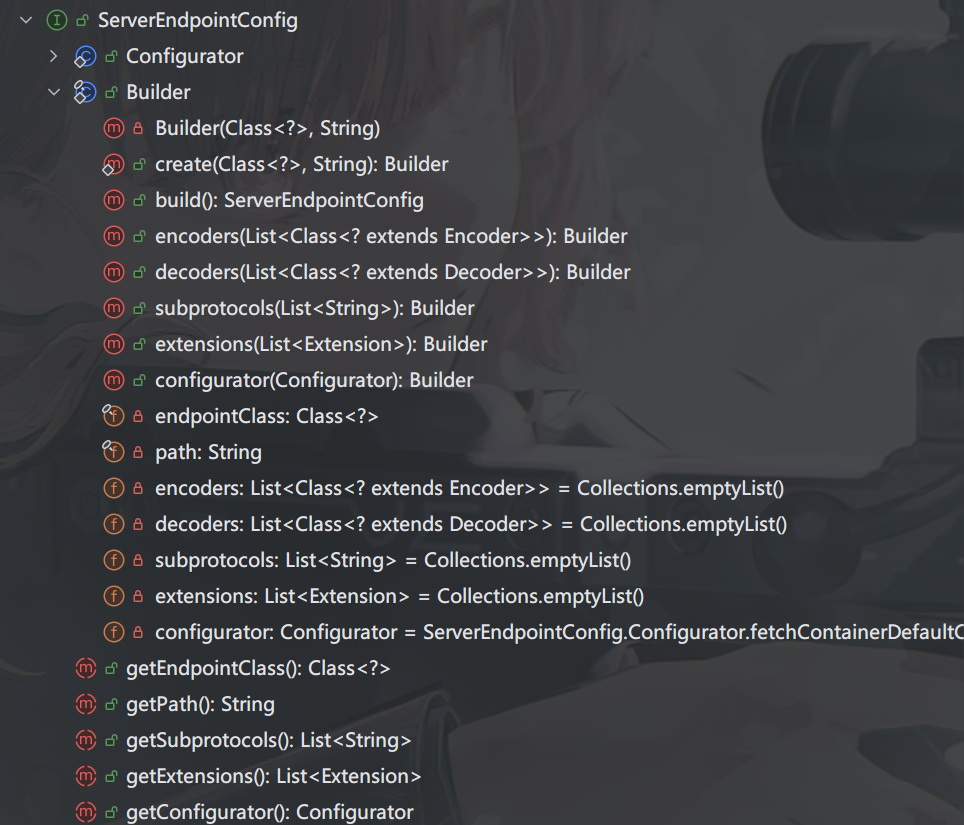 ServerEndpointConfig
Configurator
Builder
Builder(Class<?>, String)
create(Class<?>, String): Builder
build(): ServerEndpointConfig
encoders(List<Class<? extends Encoder>>): Builder
decoders(List<Class<? extends Decoder>>): Builder
subprotocols(List<String>): Builder
extensions(List<Extension>): Builder
configurator(Configurator): Builder
endpointClass: Class<?>
path: String
encoders: List<Class<? extends Encoder>> = Collections.emptyList()
decoders: List<Class<? extends Decoder>> = Collections.emptyList()
subprotocols: List<String> = Collections.emptyList()
extensions: List<Extension> = Collections.emptyList()
configurator: Configurator = ServerEndpointConfig.Configurator.fetchContainerDefaultC
getEndpointClass(): Class<?>
getPath(): String
getSubprotocols(): List<String>
getExtensions(): List<Extension>
getConfigurator(): Configurator